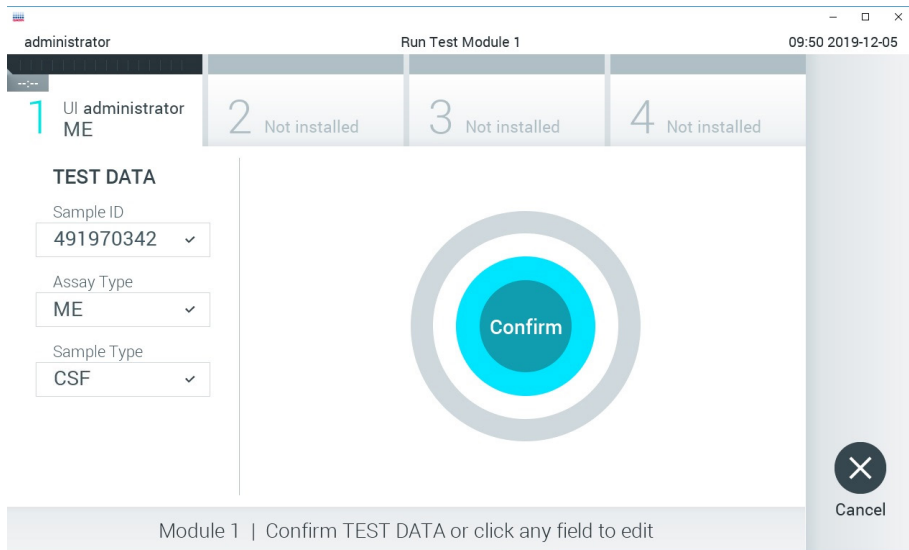 administrator
Run Test Module 1
09:50 2019-12-05
--:--
1 UI administrator
ME
2 Not installed
3 Not installed
4 Not installed
TEST DATA
Sample ID
491970342
Assay Type
ME
Sample Type
CSF
Confirm
Cancel
Module 1 | Confirm TEST DATA or click any field to edit